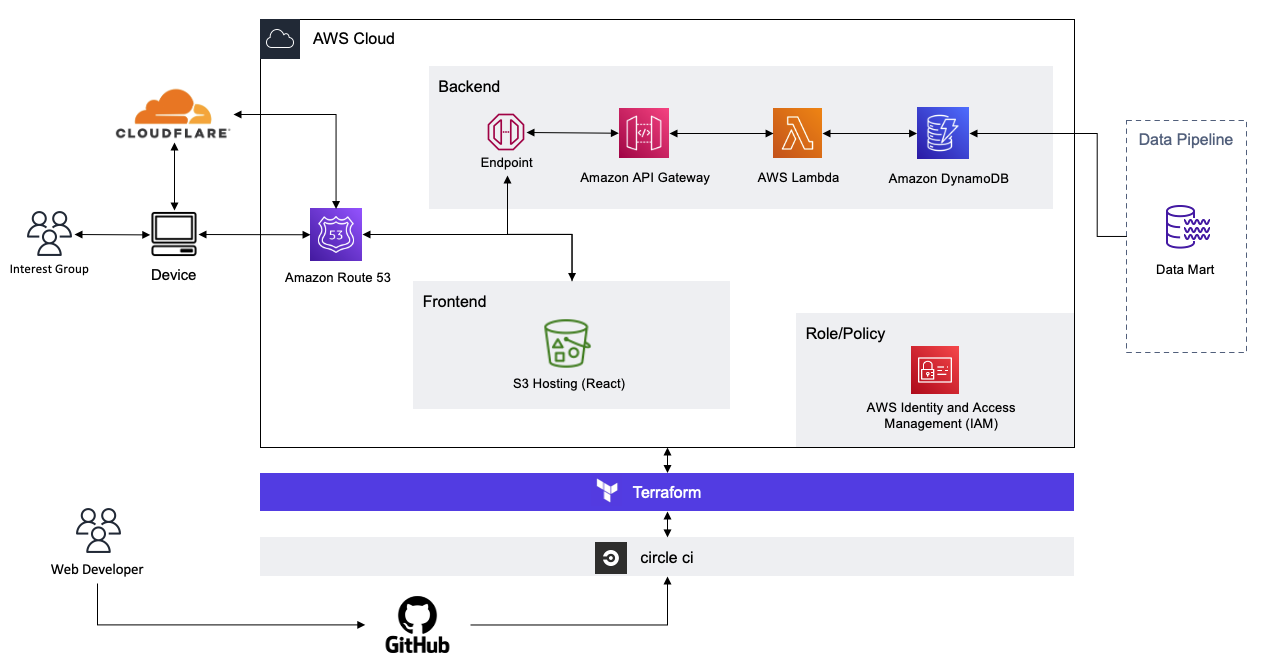 AWS Cloud
CLOUDFLARE
Backend
Endpoint
Amazon API Gateway
AWS Lambda
Amazon DynamoDB
Data Pipeline
Data Mart
Interest Group
Device
53
Amazon Route 53
Frontend
S3 Hosting (React)
Role/Policy
AWS Identity and Access
Management (IAM)
Terraform
circle ci
Web Developer
GitHub